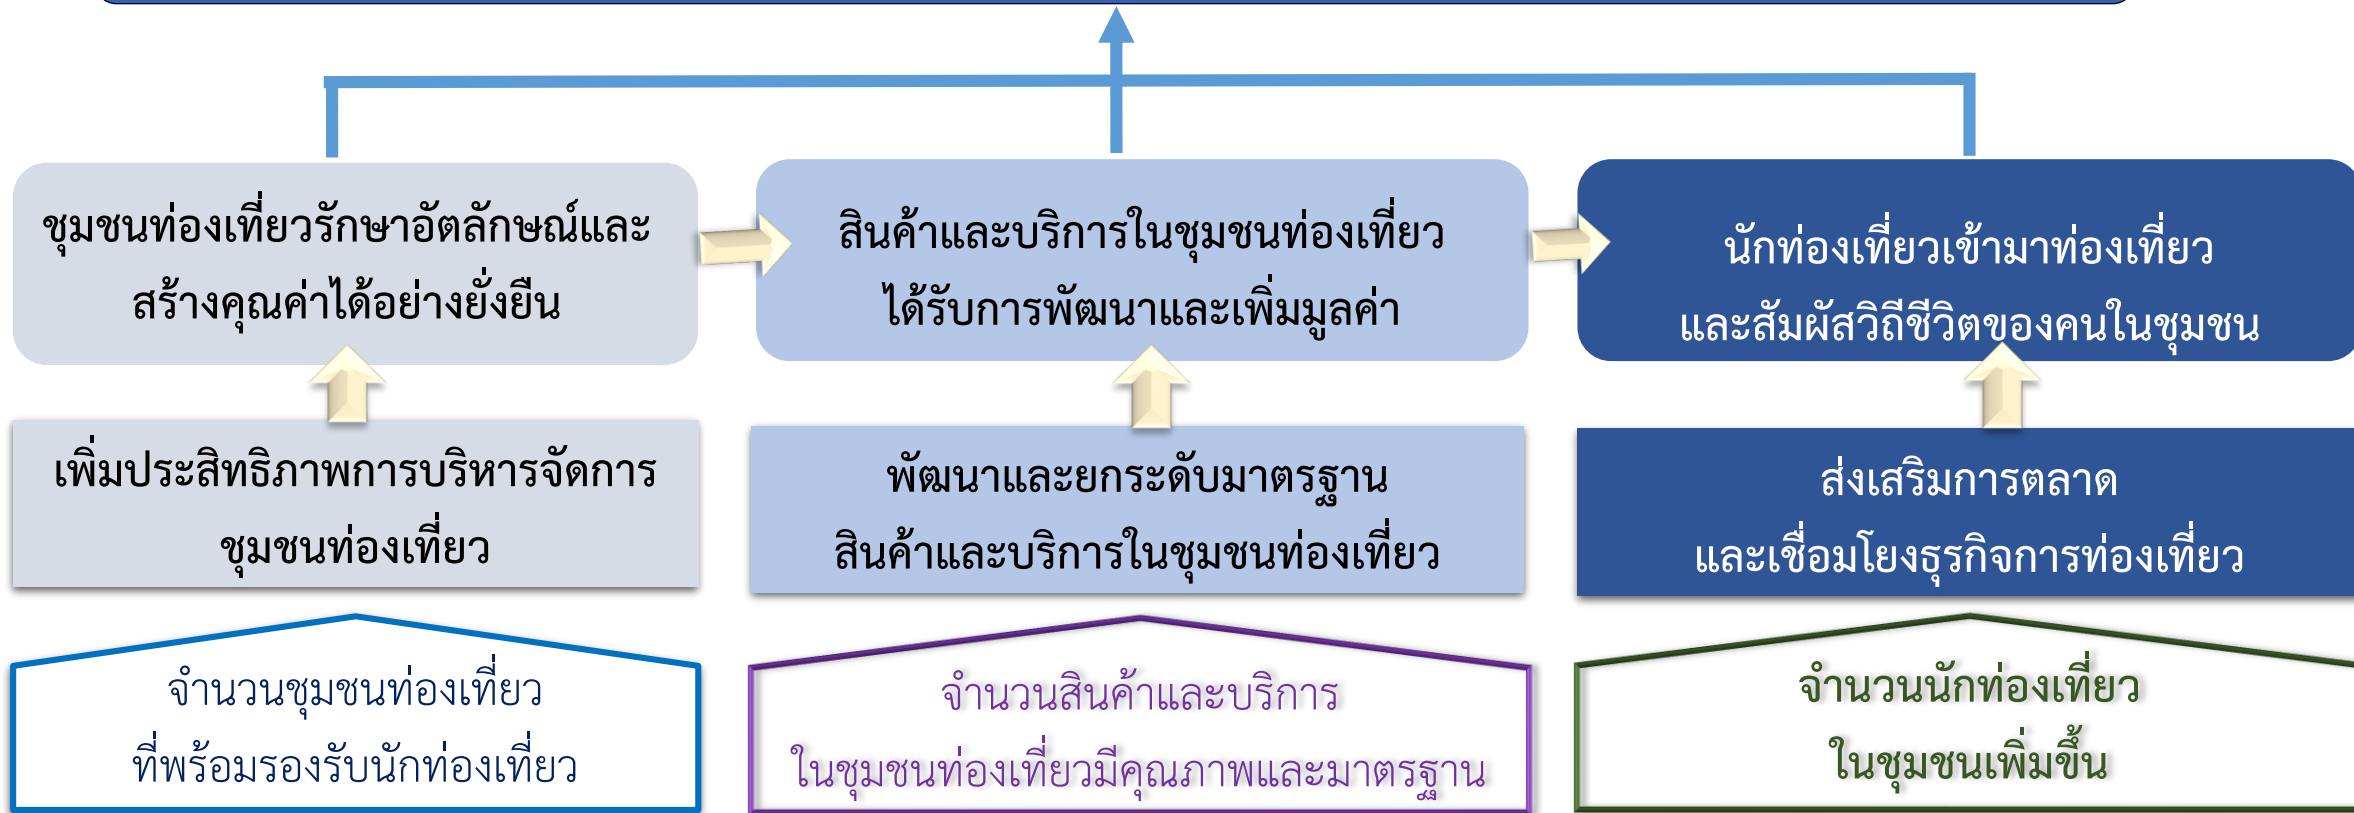 ชุมชนท่องเที่ยวรักษาอัตลักษณ์และ
สร้างคุณค่าได้อย่างยั่งยืน
สินค้าและบริการในชุมชนท่องเที่ยว
ได้รับการพัฒนาและเพิ่มมูลค่า
นักท่องเที่ยวเข้ามาท่องเที่ยว
และสัมผัสวิถีชีวิตของคนในชุมชน
เพิ่มประสิทธิภาพการบริหารจัดการ
ชุมชนท่องเที่ยว
พัฒนาและยกระดับมาตรฐาน
สินค้าและบริการในชุมชนท่องเที่ยว
ส่งเสริมการตลาด
และเชื่อมโยงธุรกิจการท่องเที่ยว
จำนวนชุมชนท่องเที่ยว
ที่พร้อมรองรับนักท่องเที่ยว
จำนวนสินค้าและบริการ
ในชุมชนท่องเที่ยวมีคุณภาพและมาตรฐาน
จำนวนนักท่องเที่ยว
ในชุมชนเพิ่มขึ้น